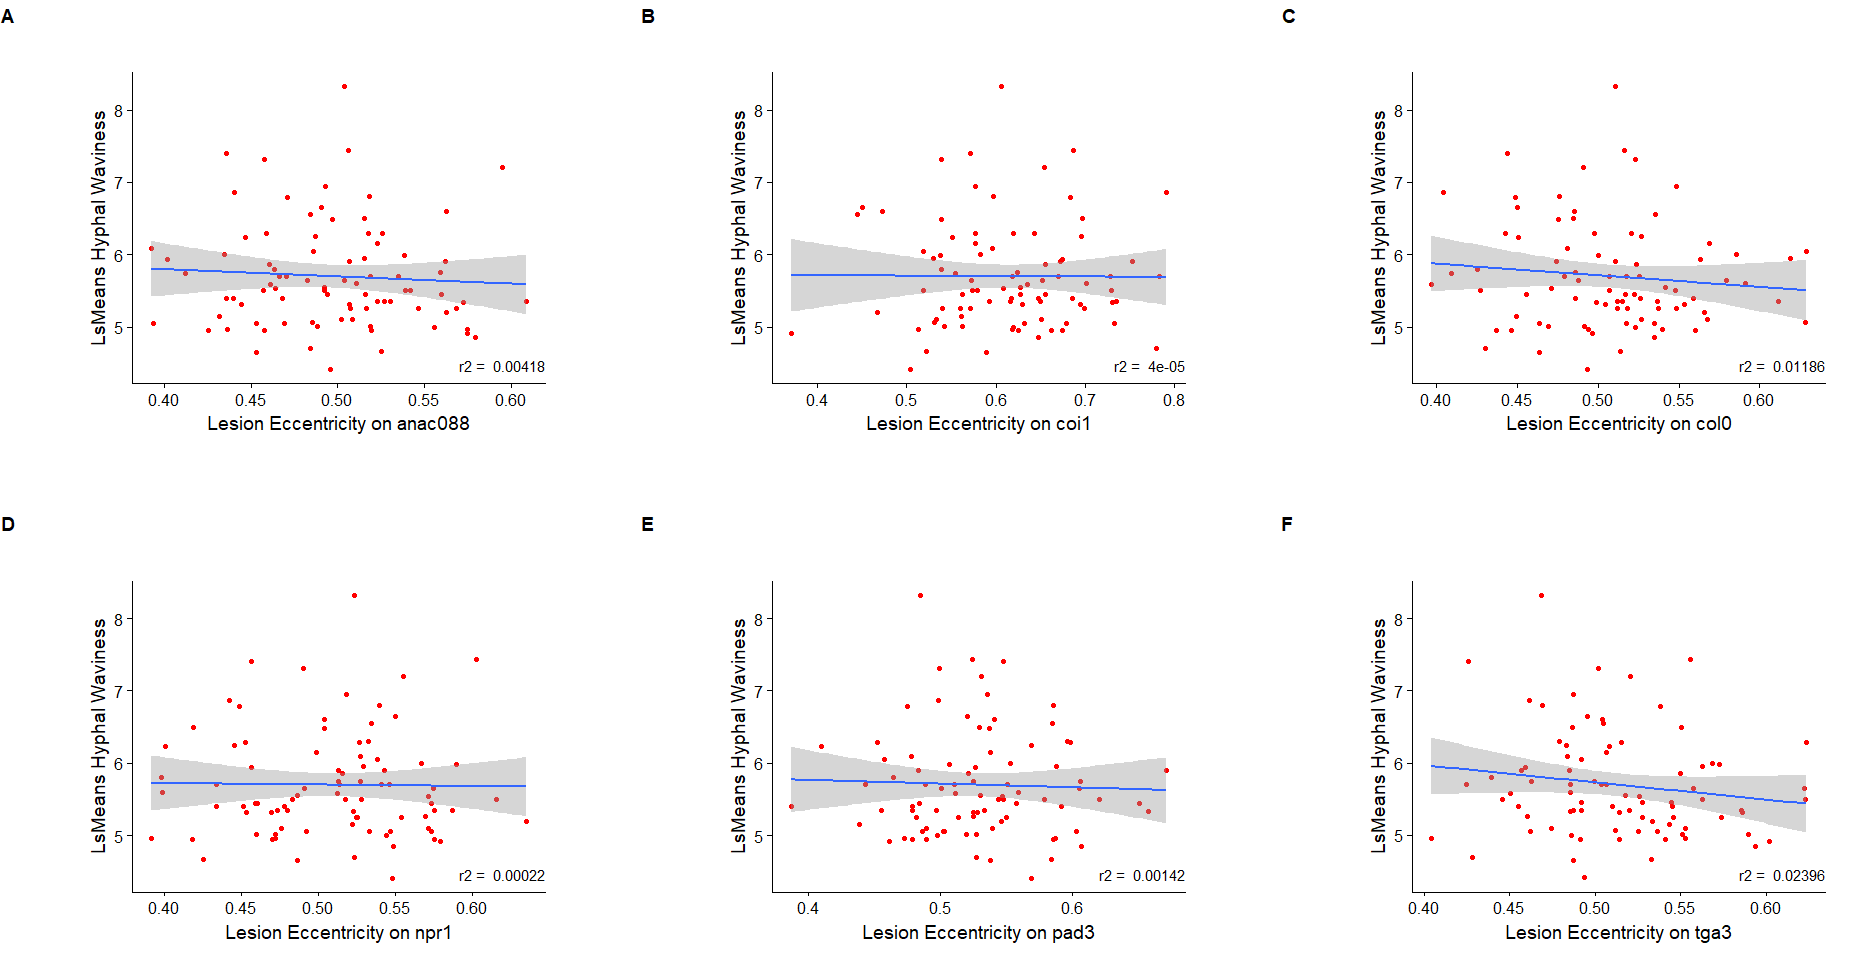 A
LsMeans Hyphal Waviness
8
7
6
5
r2 = 0.00418
0.40 0.45 0.50 0.55 0.60
Lesion Eccentricity on anac088
B
LsMeans Hyphal Waviness
8
7
6
5
r2 = 4e-05
0.4 0.5 0.6 0.7 0.8
Lesion Eccentricity on coi1
C
LsMeans Hyphal Waviness
8
7
6
5
r2 = 0.01186
0.40 0.45 0.50 0.55 0.60
Lesion Eccentricity on col0
D
LsMeans Hyphal Waviness
8
7
6
5
r2 = 0.00022
0.40 0.45 0.50 0.55 0.60
Lesion Eccentricity on npr1
E
LsMeans Hyphal Waviness
8
7
6
5
r2 = 0.00142
0.4 0.5 0.6
Lesion Eccentricity on pad3
F
LsMeans Hyphal Waviness
8
7
6
5
r2 = 0.02396
0.40 0.45 0.50 0.55 0.60
Lesion Eccentricity on tga3